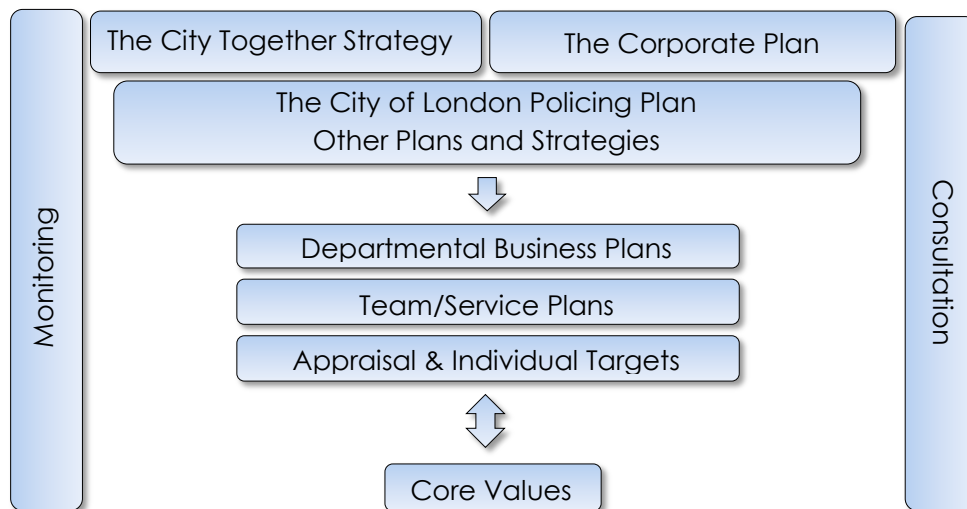 The City Together Strategy
The Corporate Plan
The City of London Policing Plan
Other Plans and Strategies
Monitoring
Consultation
Departmental Business Plans
Team/Service Plans
Appraisal & Individual Targets
Core Values